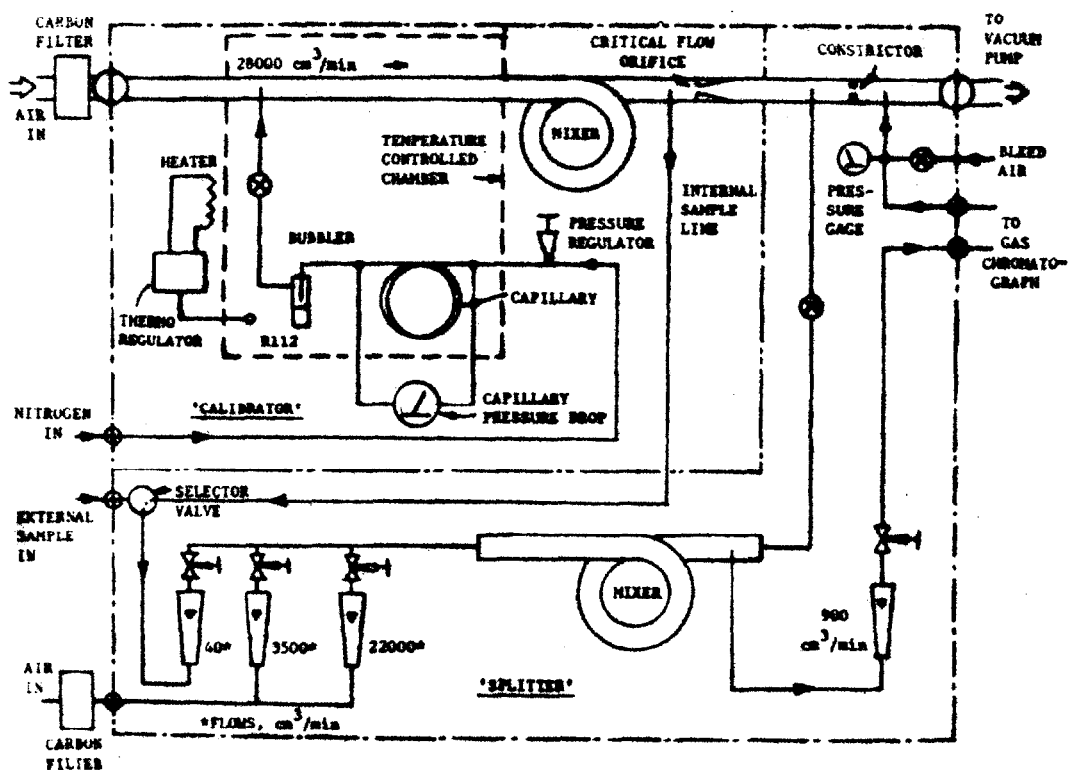 CARBON
FILTER
AIR
IN
28000 cm³/min
CRITICAL FLOW
ORIFICE
CONSTRICTOR
TO
VACUUM
PUMP
MIXER
TEMPERATURE
CONTROLLED
CHAMBER
HEATER
THERMO
REGULATOR
BUBBLER
R112
PRESSURE
REGULATOR
CAPILLARY
INTERNAL
SAMPLE
LINE
PRES-
SURE
GAGE
BLEED
AIR
TO
GAS
CHROMATO-
GRAPH
CAPILLARY
PRESSURE DROP
'CALIBRATOR'
NITROGEN
IN
SELECTOR
VALVE
EXTERNAL
SAMPLE
IN
40*
3500*
22000*
MIXER
900
cm³/min
'SPLITTER'
AIR
IN
*FLOWS, cm³/min
CARBON
FILTER